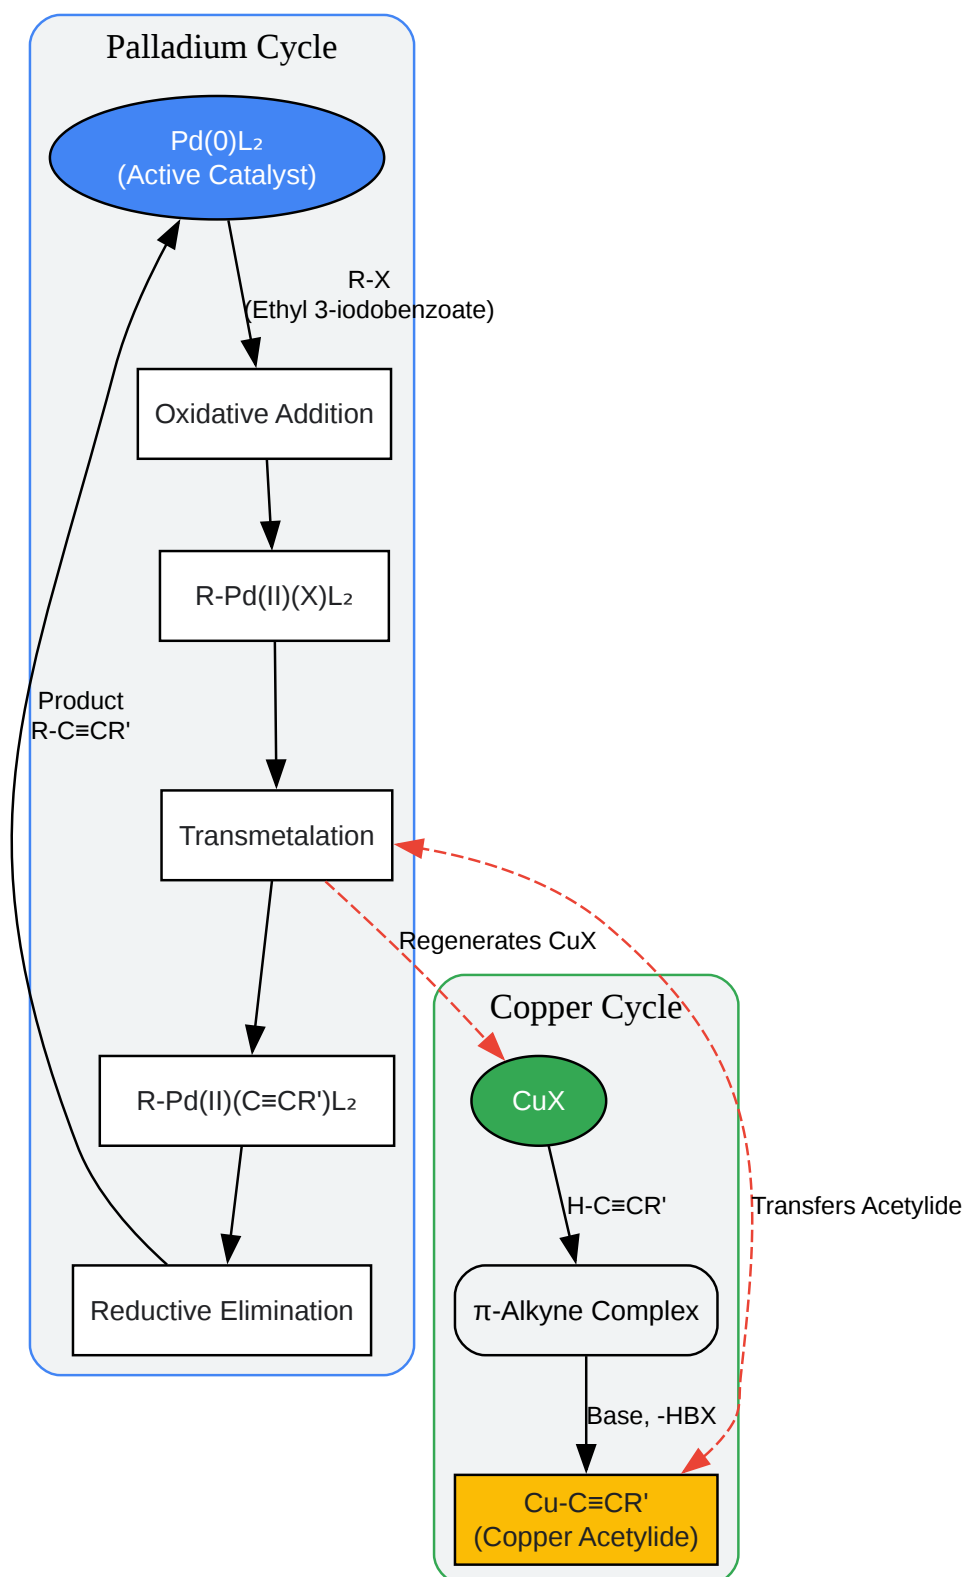 Palladium Cycle
Pd(0)L₂
(Active Catalyst)
R-X
(Ethyl 3-iodobenzoate)
Oxidative Addition
R-Pd(II)(X)L₂
Product
R-C≡CR'
Transmetalation
Regenerates CuX
Copper Cycle
R-Pd(II)(C≡CR')L₂
CuX
H-C≡CR'
Transfers Acetylide
Reductive Elimination
π-Alkyne Complex
Base, -HBX
Cu-C≡CR'
(Copper Acetylide)